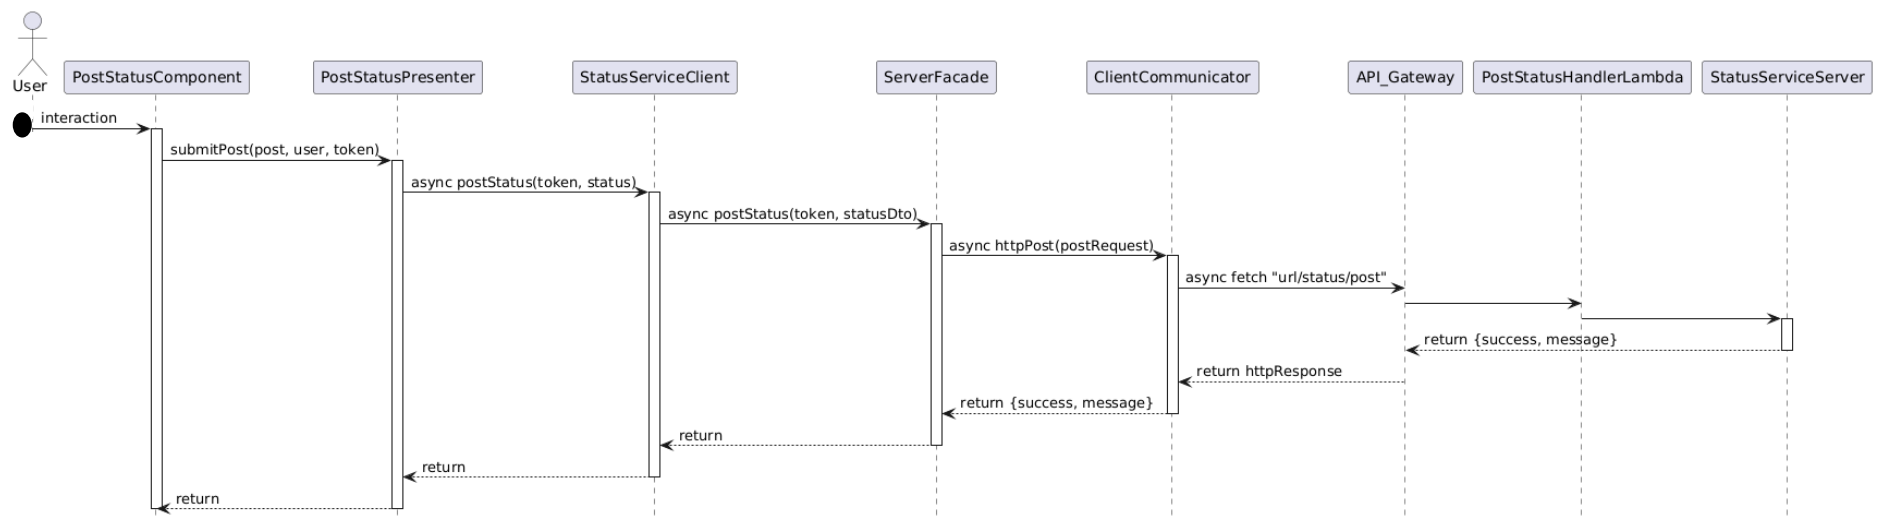 User
PostStatusComponent
PostStatusPresenter
StatusServiceClient
ServerFacade
ClientCommunicator
API_Gateway
PostStatusHandlerLambda
StatusServiceServer
interaction
submitPost(post, user, token)
async postStatus(token, status)
async postStatus(token, statusDto)
async httpPost(postRequest)
async fetch "url/status/post"
return {success, message}
return httpResponse
return {success, message}
return
return
return